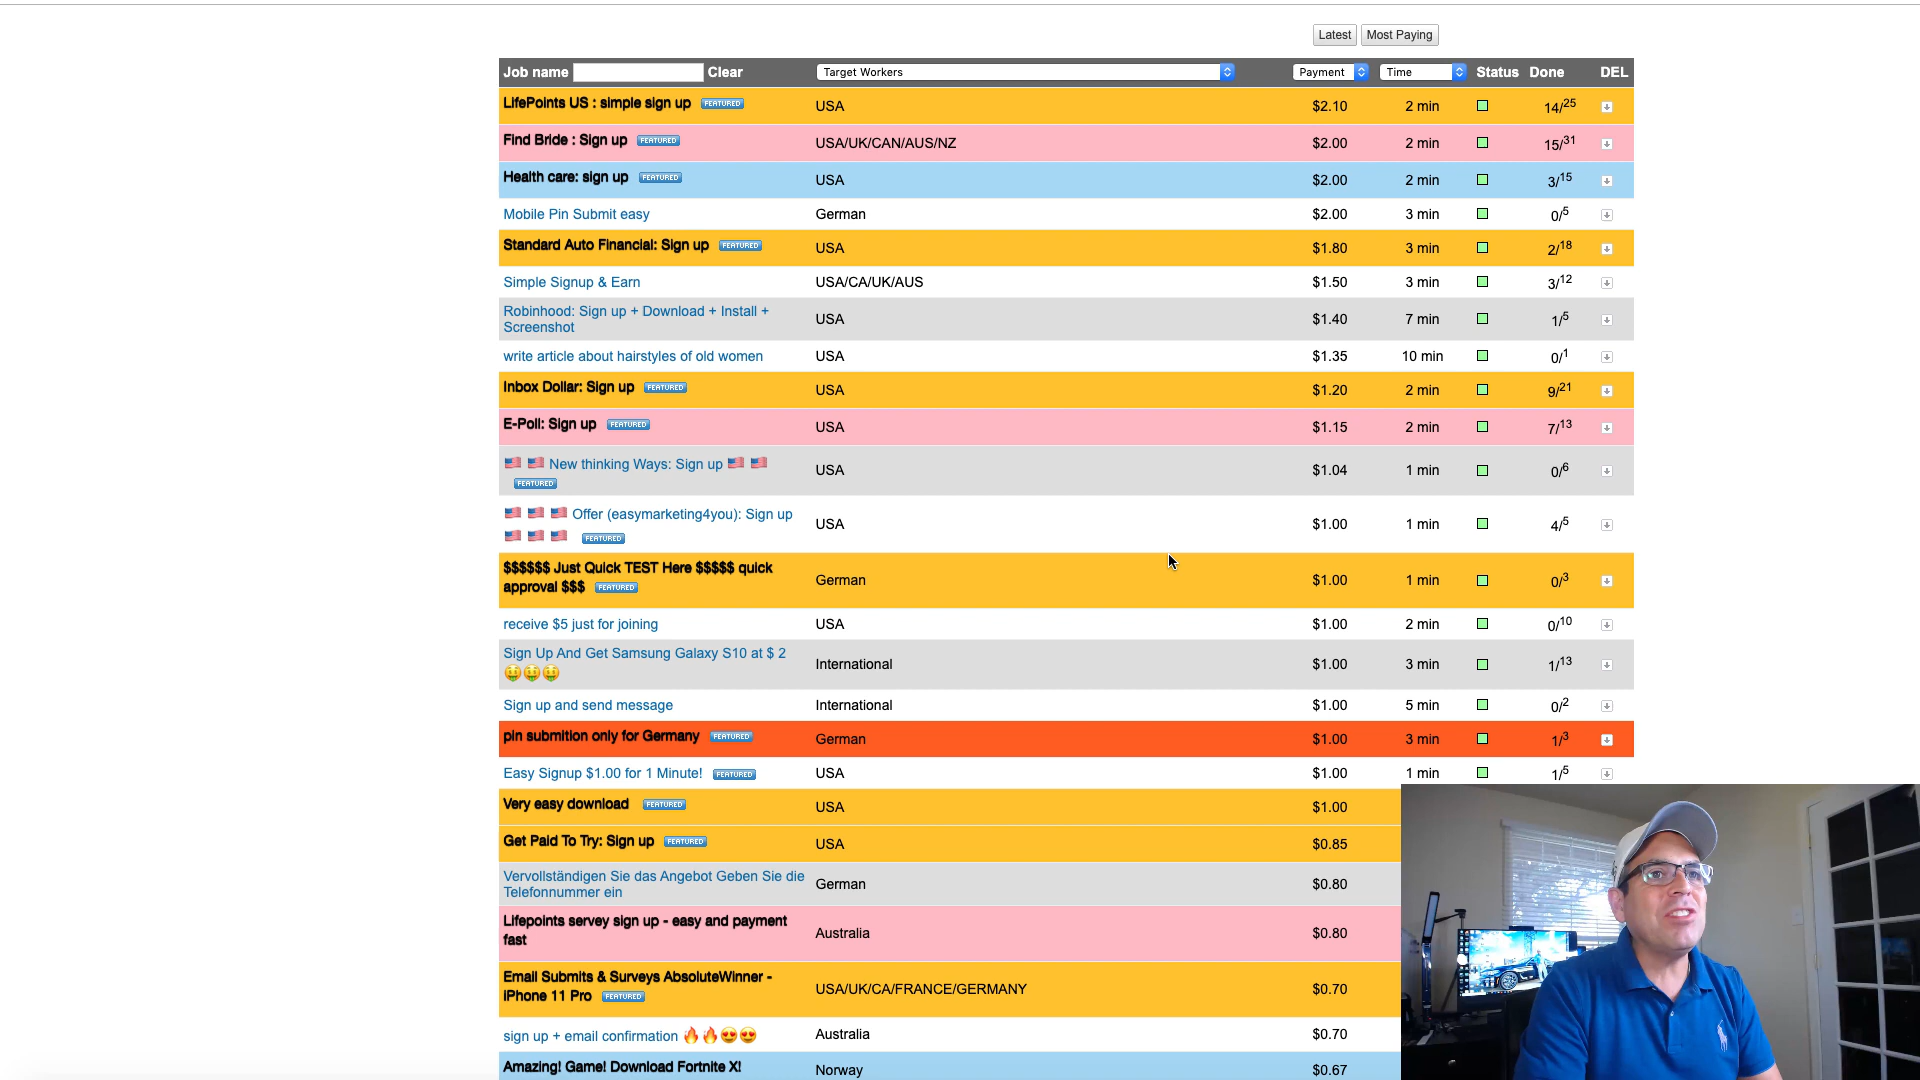 Latest Most Paying
Job name Clear Target Workers Payment Time Status Done DEL
LifePoints US : simple sign up FEATURED USA $2.10 2 min 14/25
Find Bride : Sign up FEATURED USA/UK/CAN/AUS/NZ $2.00 2 min 15/31
Health care: sign up FEATURED USA $2.00 2 min 3/15
Mobile Pin Submit easy German $2.00 3 min 0/5
Standard Auto Financial: Sign up FEATURED USA $1.80 3 min 2/18
Simple Signup & Earn USA/CA/UK/AUS $1.50 3 min 3/12
Robinhood: Sign up + Download + Install +
Screenshot USA $1.40 7 min 1/5
write article about hairstyles of old women USA $1.35 10 min 0/1
Inbox Dollar: Sign up FEATURED USA $1.20 2 min 9/21
E-Poll: Sign up FEATURED USA $1.15 2 min 7/13
🇺🇸 🇺🇸 New thinking Ways: Sign up 🇺🇸 🇺🇸
FEATURED USA $1.04 1 min 0/6
🇺🇸 🇺🇸 🇺🇸 Offer (easymarketing4you): Sign up
🇺🇸 🇺🇸 🇺🇸 FEATURED USA $1.00 1 min 4/5
$$$$$$ Just Quick TEST Here $$$$$ quick
approval $$$ FEATURED German $1.00 1 min 0/3
receive $5 just for joining USA $1.00 2 min 0/10
Sign Up And Get Samsung Galaxy S10 at $ 2
🤑🤑🤑 International $1.00 3 min 1/13
Sign up and send message International $1.00 5 min 0/2
pin submition only for Germany FEATURED German $1.00 3 min 1/3
Easy Signup $1.00 for 1 Minute! FEATURED USA $1.00 1 min 1/5
Very easy download FEATURED USA $1.00
Get Paid To Try: Sign up FEATURED USA $0.85
Vervollständigen Sie das Angebot Geben Sie die
Telefonnummer ein German $0.80
Lifepoints servey sign up - easy and payment
fast Australia $0.80
Email Submits & Surveys AbsoluteWinner -
iPhone 11 Pro FEATURED USA/UK/CA/FRANCE/GERMANY $0.70
sign up + email confirmation 🔥🔥😍😍 Australia $0.70
Amazing! Game! Download Fortnite X! Norway $0.67